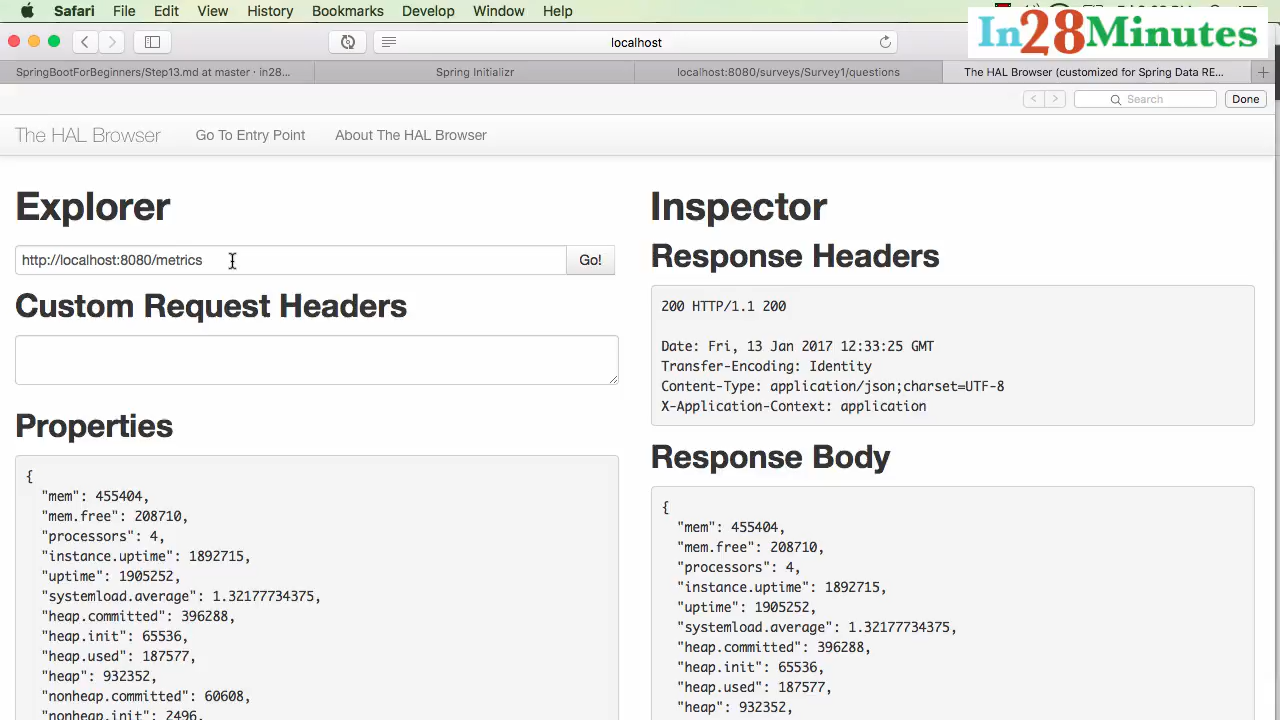 Safari File Edit View History Bookmarks Develop Window Help
In28Minutes
localhost
SpringBootForBeginners/Step13.md at master · in28...
Spring Initializr
localhost:8080/surveys/Survey1/questions
The HAL Browser (customized for Spring Data RE...
Search
Done
The HAL Browser
Go To Entry Point
About The HAL Browser
Explorer
http://localhost:8080/metrics
Go!
Custom Request Headers
Properties
{
"mem": 455404,
"mem.free": 208710,
"processors": 4,
"instance.uptime": 1892715,
"uptime": 1905252,
"systemload.average": 1.32177734375,
"heap.committed": 396288,
"heap.init": 65536,
"heap.used": 187577,
"heap": 932352,
"nonheap.committed": 60608,
"nonheap.init": 2496,
Inspector
Response Headers
200 HTTP/1.1 200
Date: Fri, 13 Jan 2017 12:33:25 GMT
Transfer-Encoding: Identity
Content-Type: application/json;charset=UTF-8
X-Application-Context: application
Response Body
{
"mem": 455404,
"mem.free": 208710,
"processors": 4,
"instance.uptime": 1892715,
"uptime": 1905252,
"systemload.average": 1.32177734375,
"heap.committed": 396288,
"heap.init": 65536,
"heap.used": 187577,
"heap": 932352,